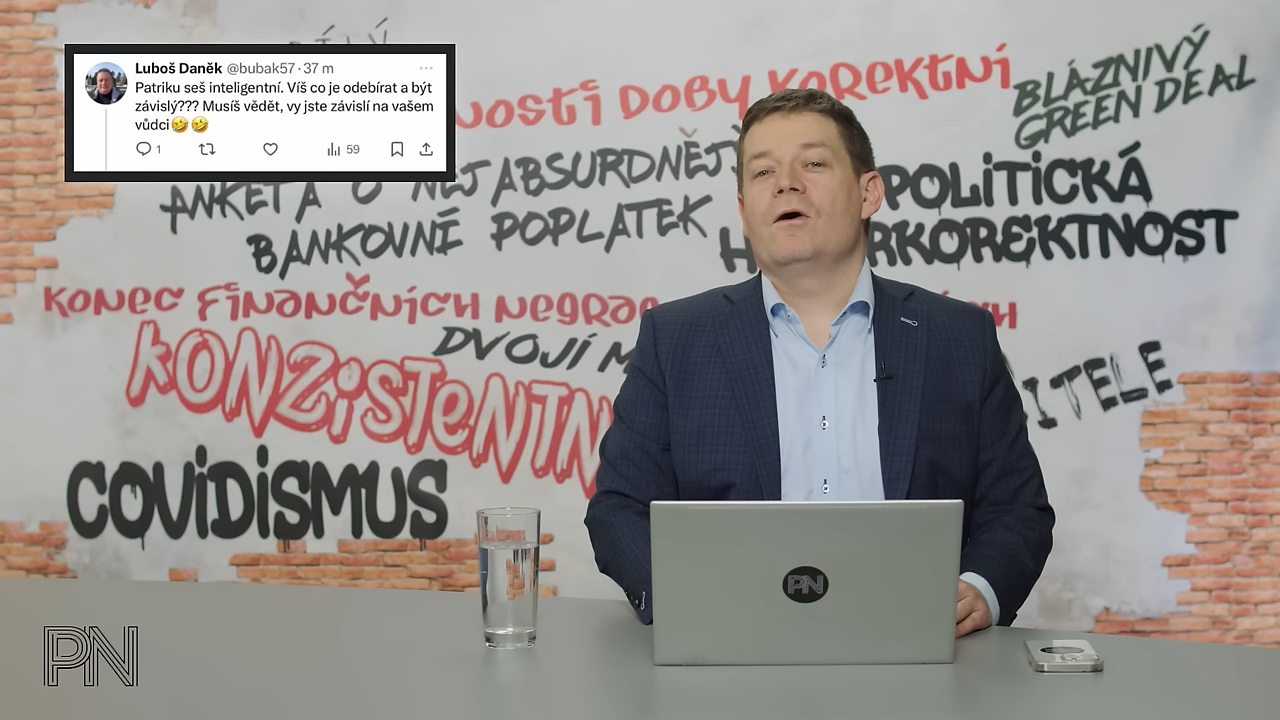 Luboš Daněk @bubak57 · 37 m
Patriku seš inteligentní. Víš co je odebírat a být
závislý??? Musíš vědět, vy jste závislí na vašem
vůdci🤣🤣
1 59
DOBY KOREKTNÍ
BLÁZNIVÝ
GREEN DEAL
ANKETA O NEJABSURDNĚJ
BANKOVNÍ POPLATEK
POLITICKÁ
RKOREKTNOST
KONEC FINANČNÍCH
DVOJÍ
KONZISTENTN
ITELE
COVIDISMUS
PN
PN